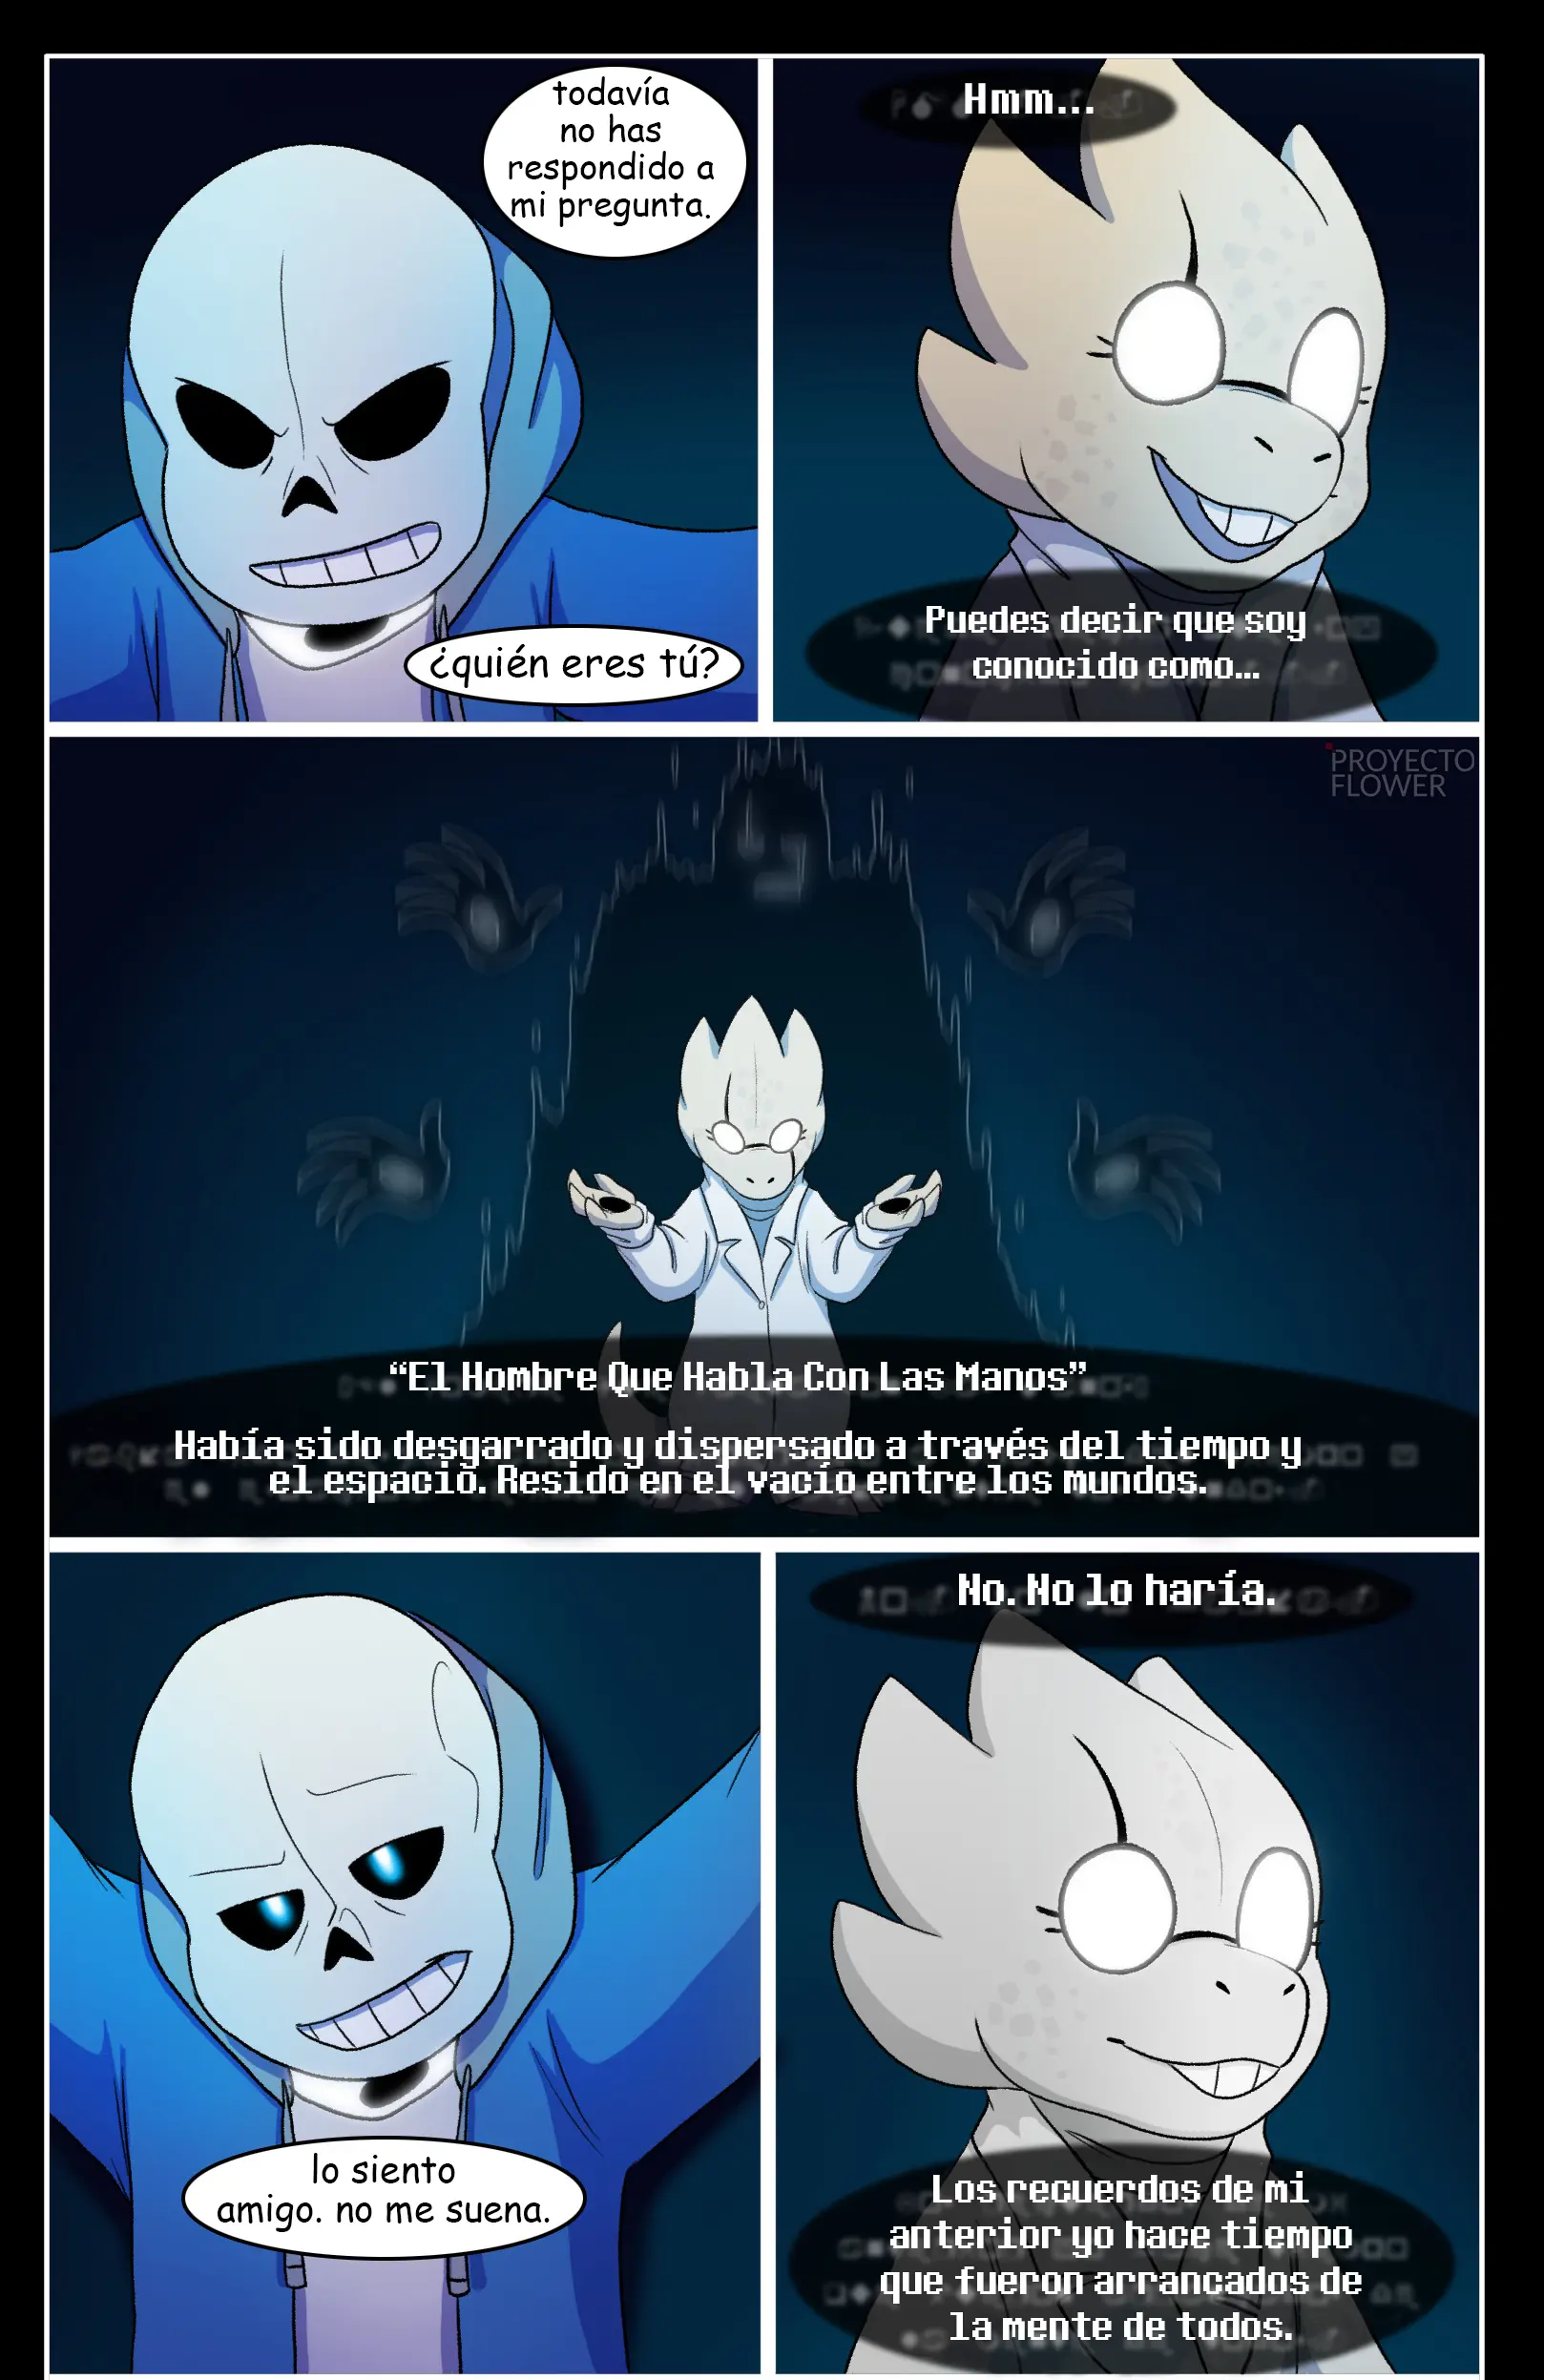 todavía
no has
respondido a
mi pregunta.
¿quién eres tú?
Hmm...
Puedes decir que soy
conocido como...
PROYECTO
FLOWER
“El Hombre Que Habla Con Las Manos”
Había sido desgarrado y dispersado a través del tiempo y
el espacio. Resido en el vacío entre los mundos.
lo siento
amigo. no me suena.
No. No lo haría.
Los recuerdos de mi
anterior yo hace tiempo
que fueron arrancados de
la mente de todos.